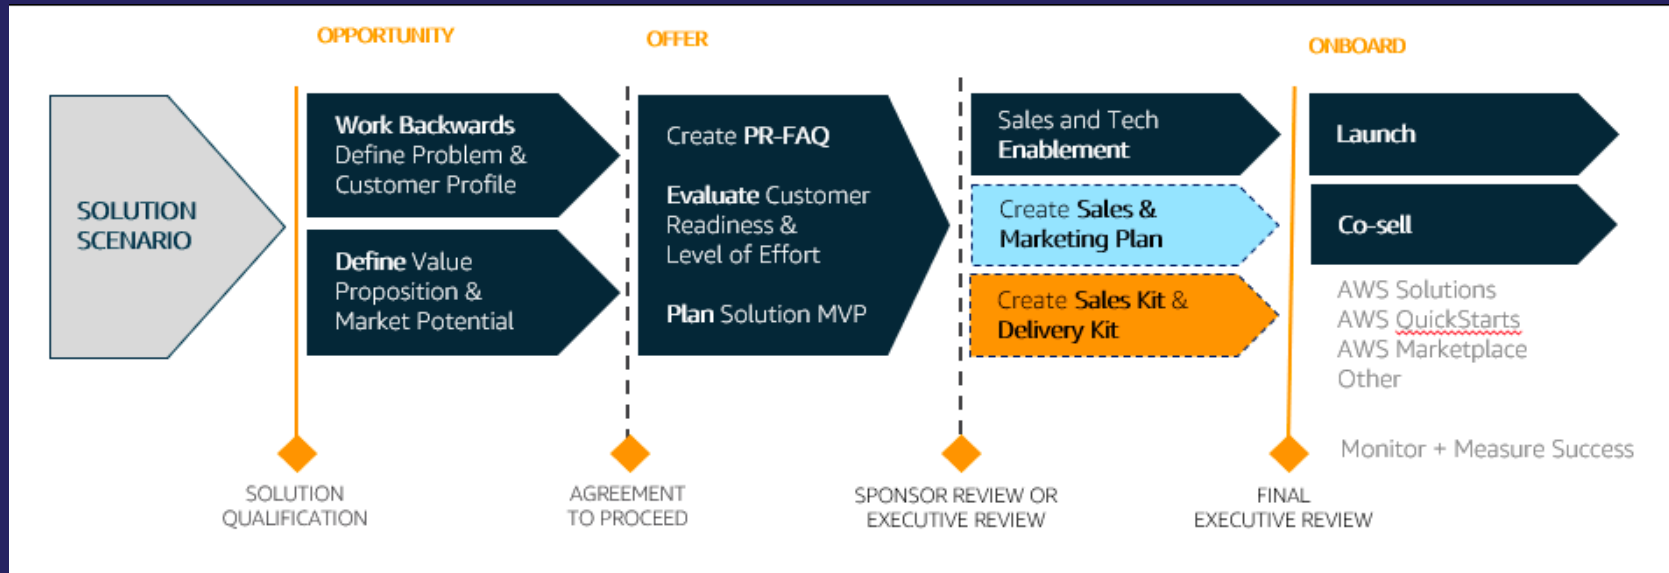 OPPORTUNITY
OFFER
ONBOARD
SOLUTION
SCENARIO
Work Backwards
Define Problem &
Customer Profile
Define Value
Proposition &
Market Potential
Create PR-FAQ
Evaluate Customer
Readiness &
Level of Effort
Plan Solution MVP
Sales and Tech
Enablement
Create Sales &
Marketing Plan
Create Sales Kit &
Delivery Kit
Launch
Co-sell
AWS Solutions
AWS QuickStarts
AWS Marketplace
Other
Monitor + Measure Success
SOLUTION
QUALIFICATION
AGREEMENT
TO PROCEED
SPONSOR REVIEW OR
EXECUTIVE REVIEW
FINAL
EXECUTIVE REVIEW